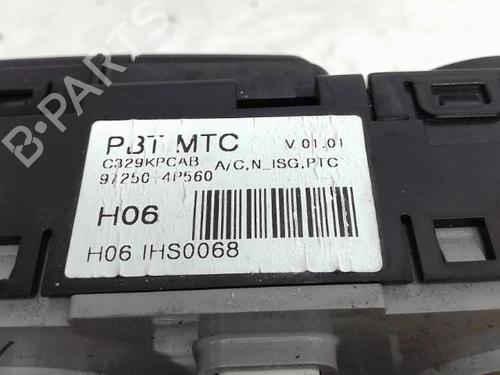 B-PARTS
PBT MTC V 01.01
C329KPCAB A/C,N_ISG,PTC
97250-4P560
H06
H06 IHS0068